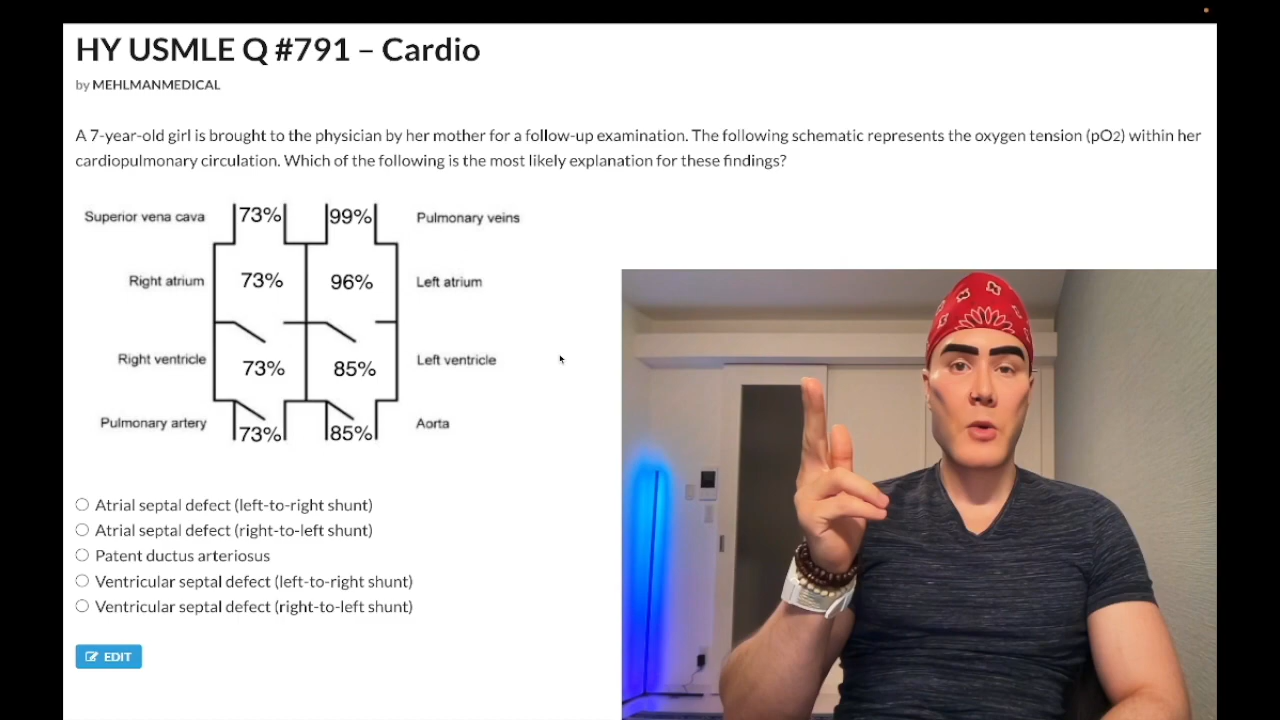 HY USMLE Q #791 – Cardio
by MEHLMANMEDICAL
A 7-year-old girl is brought to the physician by her mother for a follow-up examination. The following schematic represents the oxygen tension (pO2) within her
cardiopulmonary circulation. Which of the following is the most likely explanation for these findings?
Superior vena cava 73% 99% Pulmonary veins
Right atrium 73% 96% Left atrium
Right ventricle 73% 85% Left ventricle
Pulmonary artery 73% 85% Aorta
Atrial septal defect (left-to-right shunt)
Atrial septal defect (right-to-left shunt)
Patent ductus arteriosus
Ventricular septal defect (left-to-right shunt)
Ventricular septal defect (right-to-left shunt)
EDIT